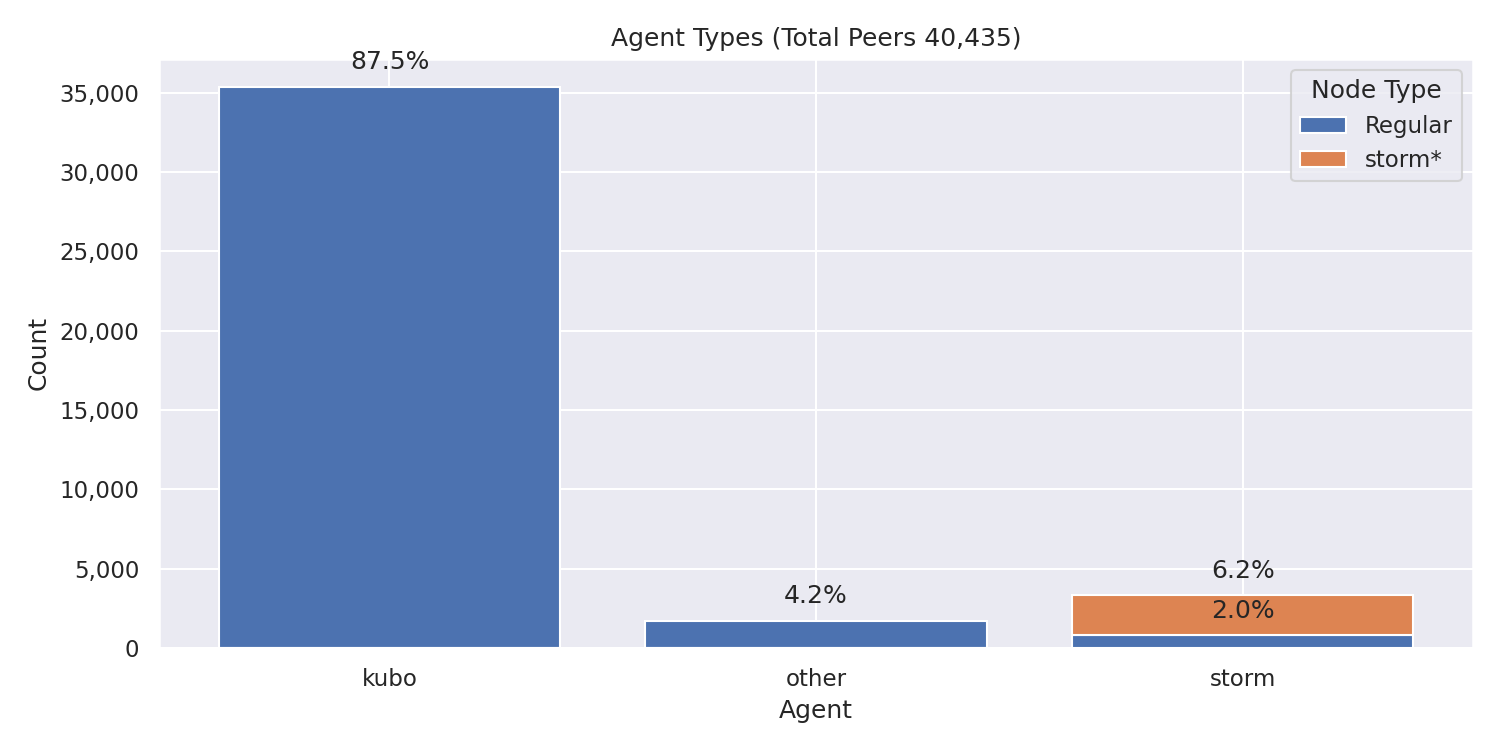 Agent Types (Total Peers 40,435)
87.5%
Node Type
Regular
storm*
35,000
30,000
25,000
20,000
15,000
10,000
5,000
0
Count
4.2%
6.2%
2.0%
kubo
other
storm
Agent